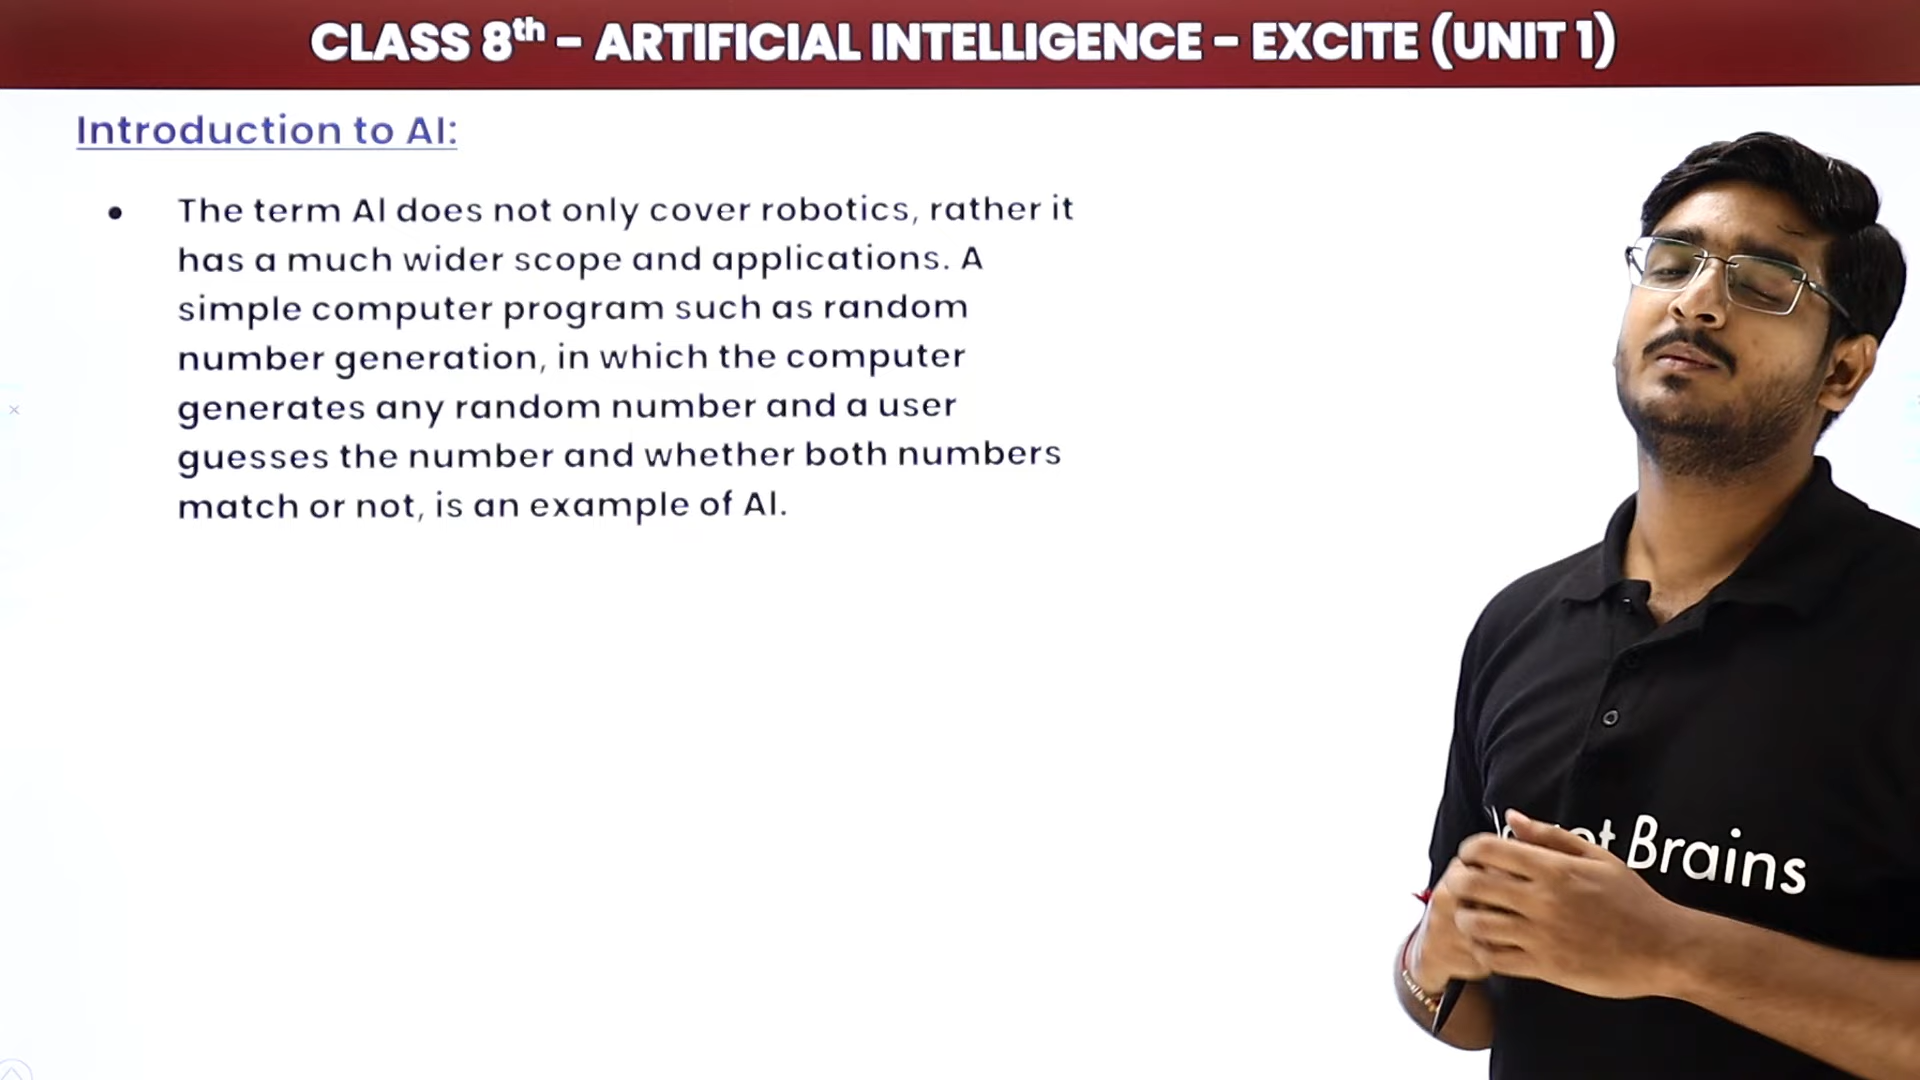 CLASS 8th - ARTIFICIAL INTELLIGENCE - EXCITE (UNIT 1)
Introduction to AI:
• The term AI does not only cover robotics, rather it
has a much wider scope and applications. A
simple computer program such as random
number generation, in which the computer
generates any random number and a user
guesses the number and whether both numbers
match or not, is an example of AI.
Brains